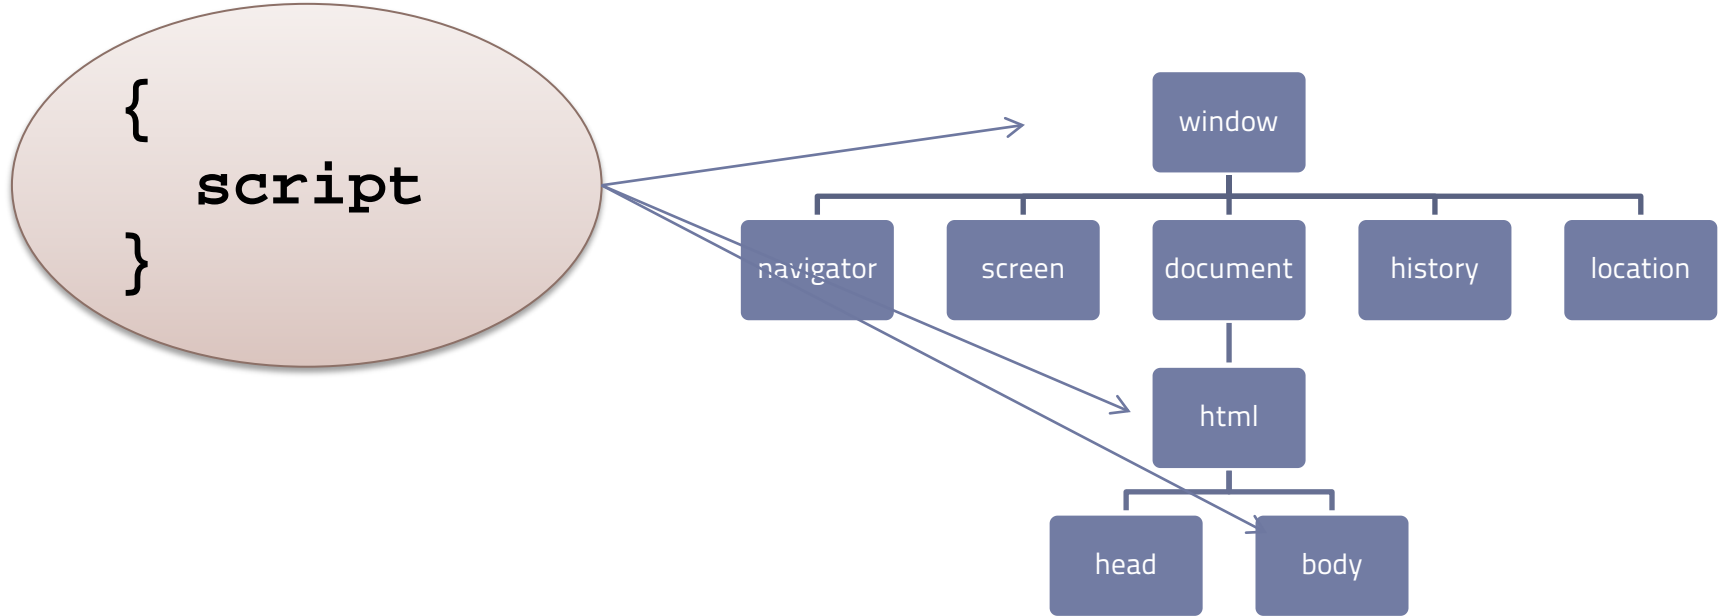 {
script
}
window
navigator
screen
document
history
location
html
head
body